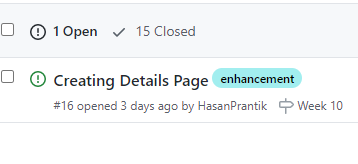 1 Open 15 Closed
Creating Details Page enhancement
#16 opened 3 days ago by HasanPrantik Week 10